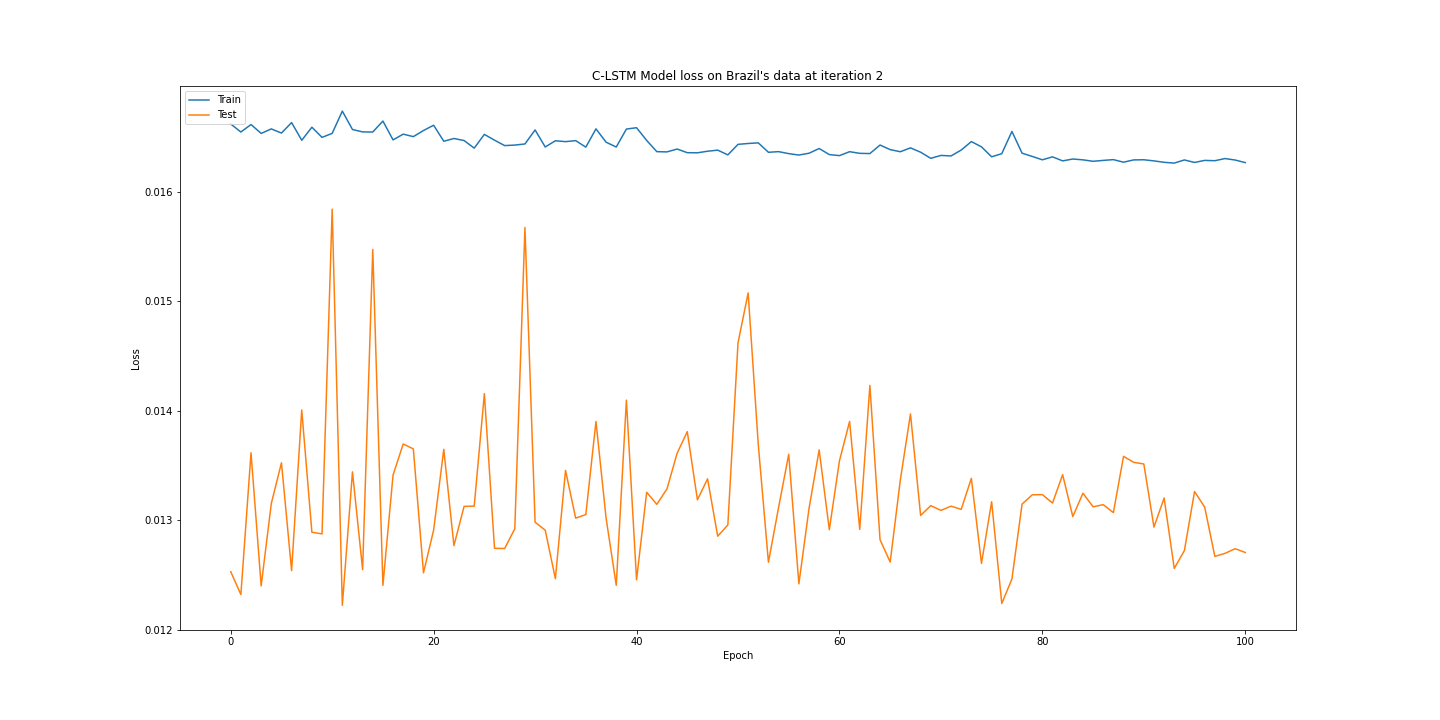 C-LSTM Model loss on Brazil's data at iteration 2
Train
Test
0.016
0.015
0.014
0.013
0.012
Loss
0 20 40 60 80 100
Epoch